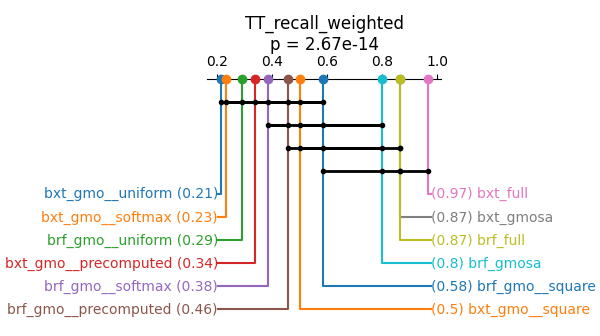 TT_recall_weighted
p = 2.67e-14
0.2 0.4 0.6 0.8 1.0
bxt_gmo__uniform (0.21) (0.97) bxt_full
bxt_gmo__softmax (0.23) (0.87) bxt_gmosa
brf_gmo__uniform (0.29) (0.87) brf_full
bxt_gmo__precomputed (0.34) (0.8) brf_gmosa
brf_gmo__softmax (0.38) (0.58) brf_gmo__square
brf_gmo__precomputed (0.46) (0.5) bxt_gmo__square